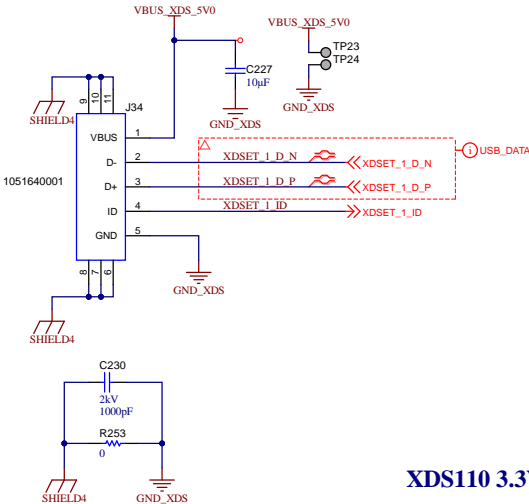 VBUS_XDS_5V0
VBUS_XDS_5V0
TP23
TP24
C227
10µF
GND_XDS
GND_XDS
9
10
11
SHIELD4
J34
1051640001
VBUS
1
D-
2
XDSET_1_D_N
XDSET_1_D_N
i
USB_DATA
D+
3
XDSET_1_D_P
XDSET_1_D_P
ID
4
XDSET_1_ID
XDSET_1_ID
GND
5
GND_XDS
8
7
6
SHIELD4
C230
2kV
1000pF
R253
0
SHIELD4
GND_XDS
XDS110 3.3